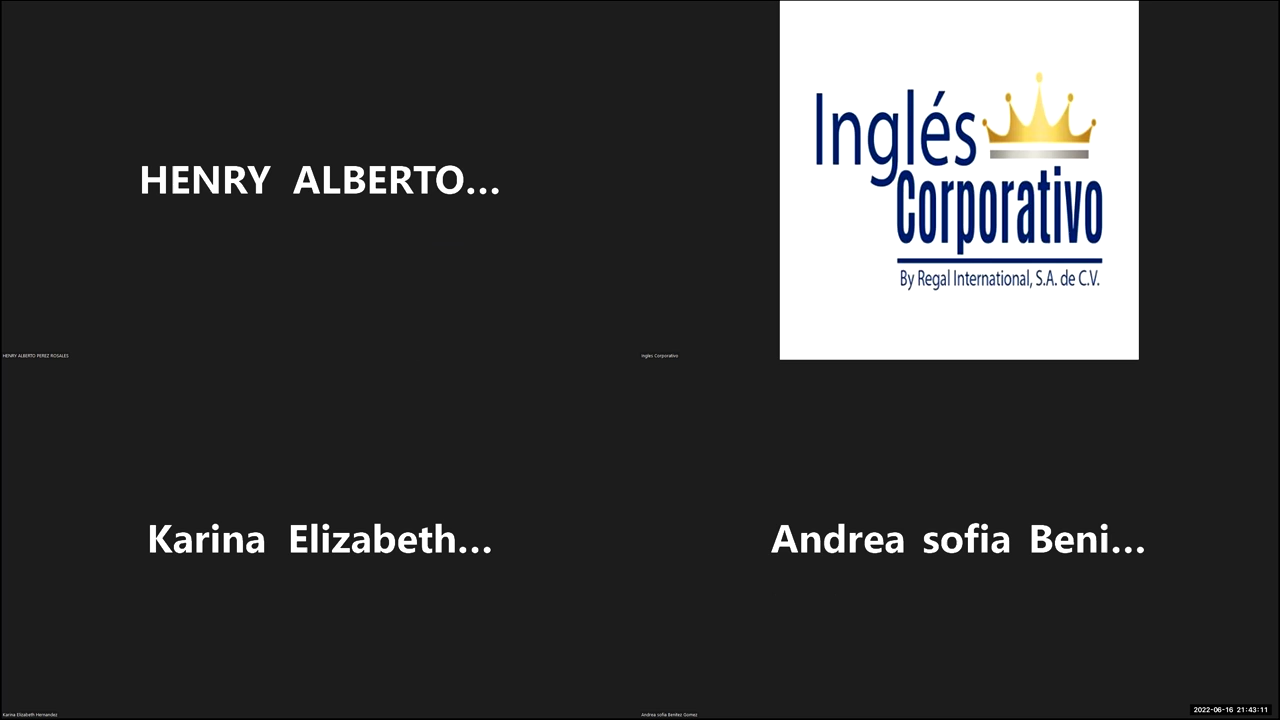 HENRY ALBERTO...
HENRY ALBERTO PEREZ ROSALES
Inglés
Corporativo
By Regal International, S.A. de C.V.
Inglés Corporativo
Karina Elizabeth...
Karina Elizabeth Hernandez
Andrea sofia Beni...
Andrea sofia Benitez Gomez
2022-06-16 21:43:11